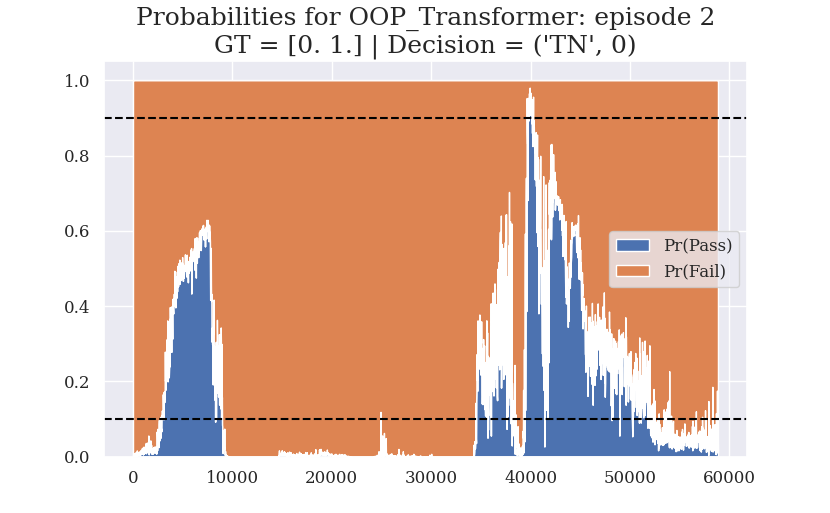 Probabilities for OOP_Transformer: episode 2
GT = [0. 1.] | Decision = ('TN', 0)
1.0
0.8
0.6
0.4
0.2
0.0
Pr(Pass)
Pr(Fail)
0 10000 20000 30000 40000 50000 60000